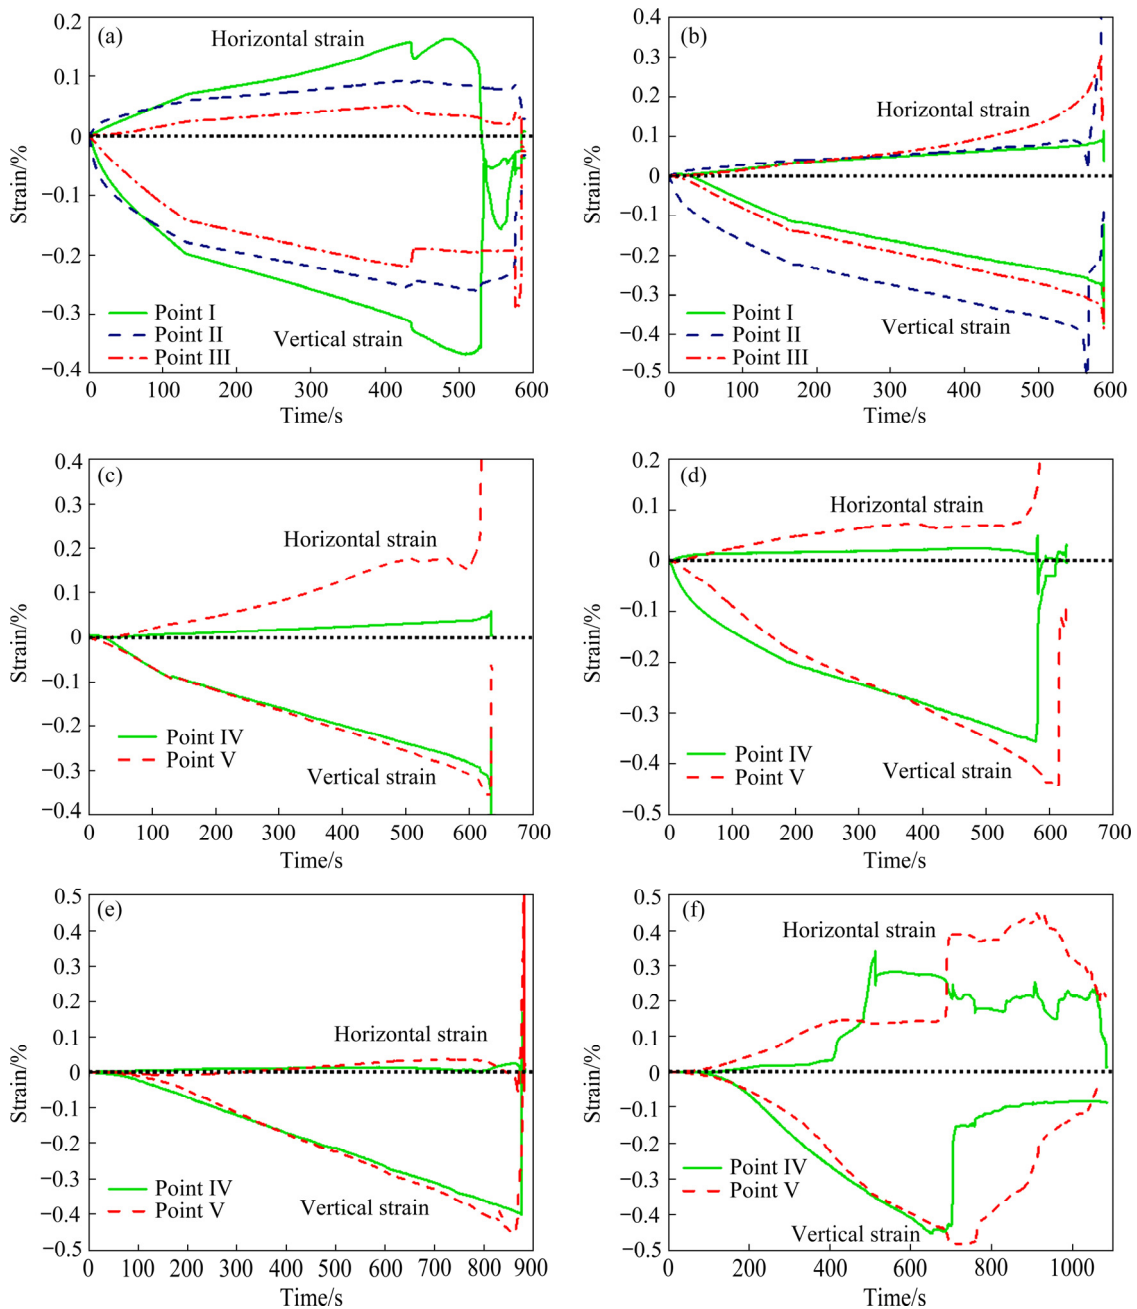 (a)
Horizontal strain
0.2
0.1
0
−0.1
−0.2
−0.3
−0.4
Strain/%
Point I
Point II
Point III
Vertical strain
0 100 200 300 400 500 600
Time/s
(b)
Horizontal strain
0.4
0.3
0.2
0.1
0
−0.1
−0.2
−0.3
−0.4
−0.5
Strain/%
Point I
Point II
Point III
Vertical strain
0 100 200 300 400 500 600
Time/s
(c)
Horizontal strain
0.4
0.3
0.2
0.1
0
−0.1
−0.2
−0.3
−0.4
Strain/%
Point IV
Point V
Vertical strain
0 100 200 300 400 500 600 700
Time/s
(d)
Horizontal strain
0.2
0.1
0
−0.1
−0.2
−0.3
−0.4
−0.5
Strain/%
Point IV
Point V
Vertical strain
0 100 200 300 400 500 600 700
Time/s
(e)
Horizontal strain
0.5
0.4
0.3
0.2
0.1
0
−0.1
−0.2
−0.3
−0.4
−0.5
Strain/%
Point IV
Point V
Vertical strain
0 100 200 300 400 500 600 700 800 900
Time/s
(f)
Horizontal strain
0.5
0.4
0.3
0.2
0.1
0
−0.1
−0.2
−0.3
−0.4
−0.5
Strain/%
Point IV
Point V
Vertical strain
0 200 400 600 800 1000
Time/s